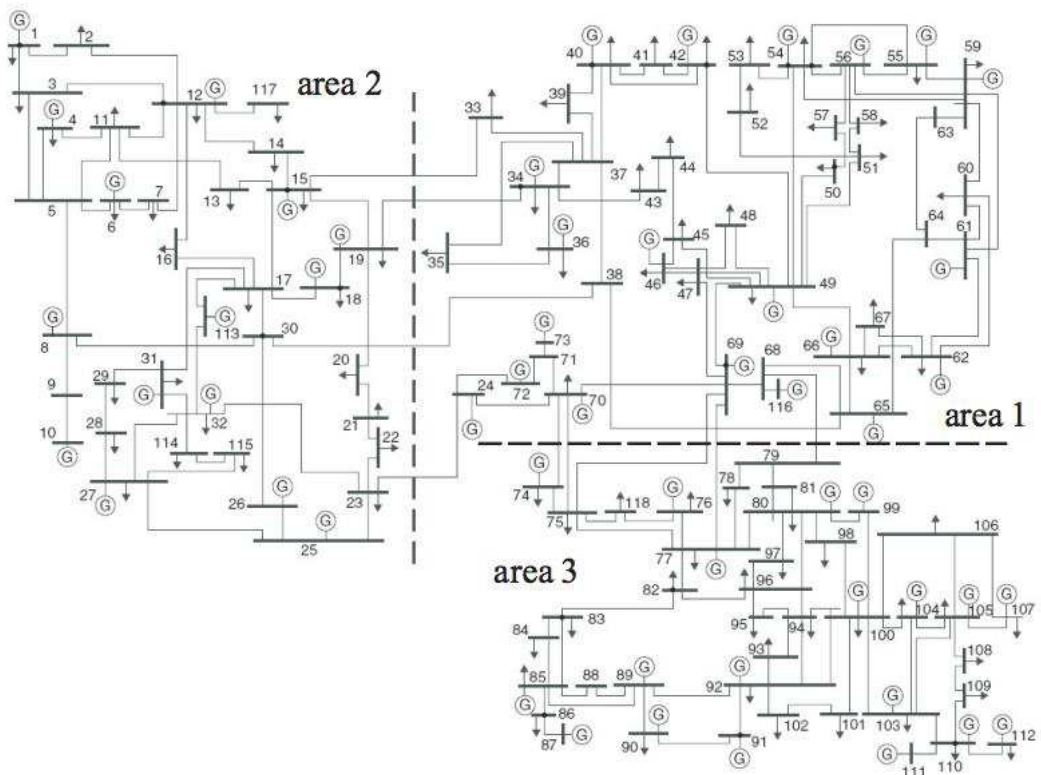 G 1 2
3
G 4 11 12 G 117
area 2
14
15 G
5 6 G 7 13
16 17 G 18 G 19
113 G
8 G 30
31 G 29 32 G
20
9
10 G
28 114 115
21 22
27 G 26 G 25 G 23
33
G 40 41 G 42
39
37
G 34 43 44
G 36
35
38
45 48
G 46 47 49 G
53 G 54 G 56 G 55 59 G
57 58
52 51
50
63
60
64 61 G
67
G 66 62 G
65 G
area 1
G 73
71
G 72
24 G
70 G
69 G 68
116 G
G 74
75
118
G 76
77 G
79
78 80 81
G G 99
98
97
area 3
82 96
95 94 93
G 100
106
G 104 G 105 G 107
83
84
85 G
88 G 89
86
87 G
G 90
G 92
91 G
102 101
G 103
108
G 109
G 111 G 110 G 112